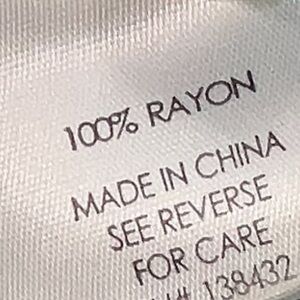 100% RAYON
MADE IN CHINA
SEE REVERSE
FOR CARE
138432